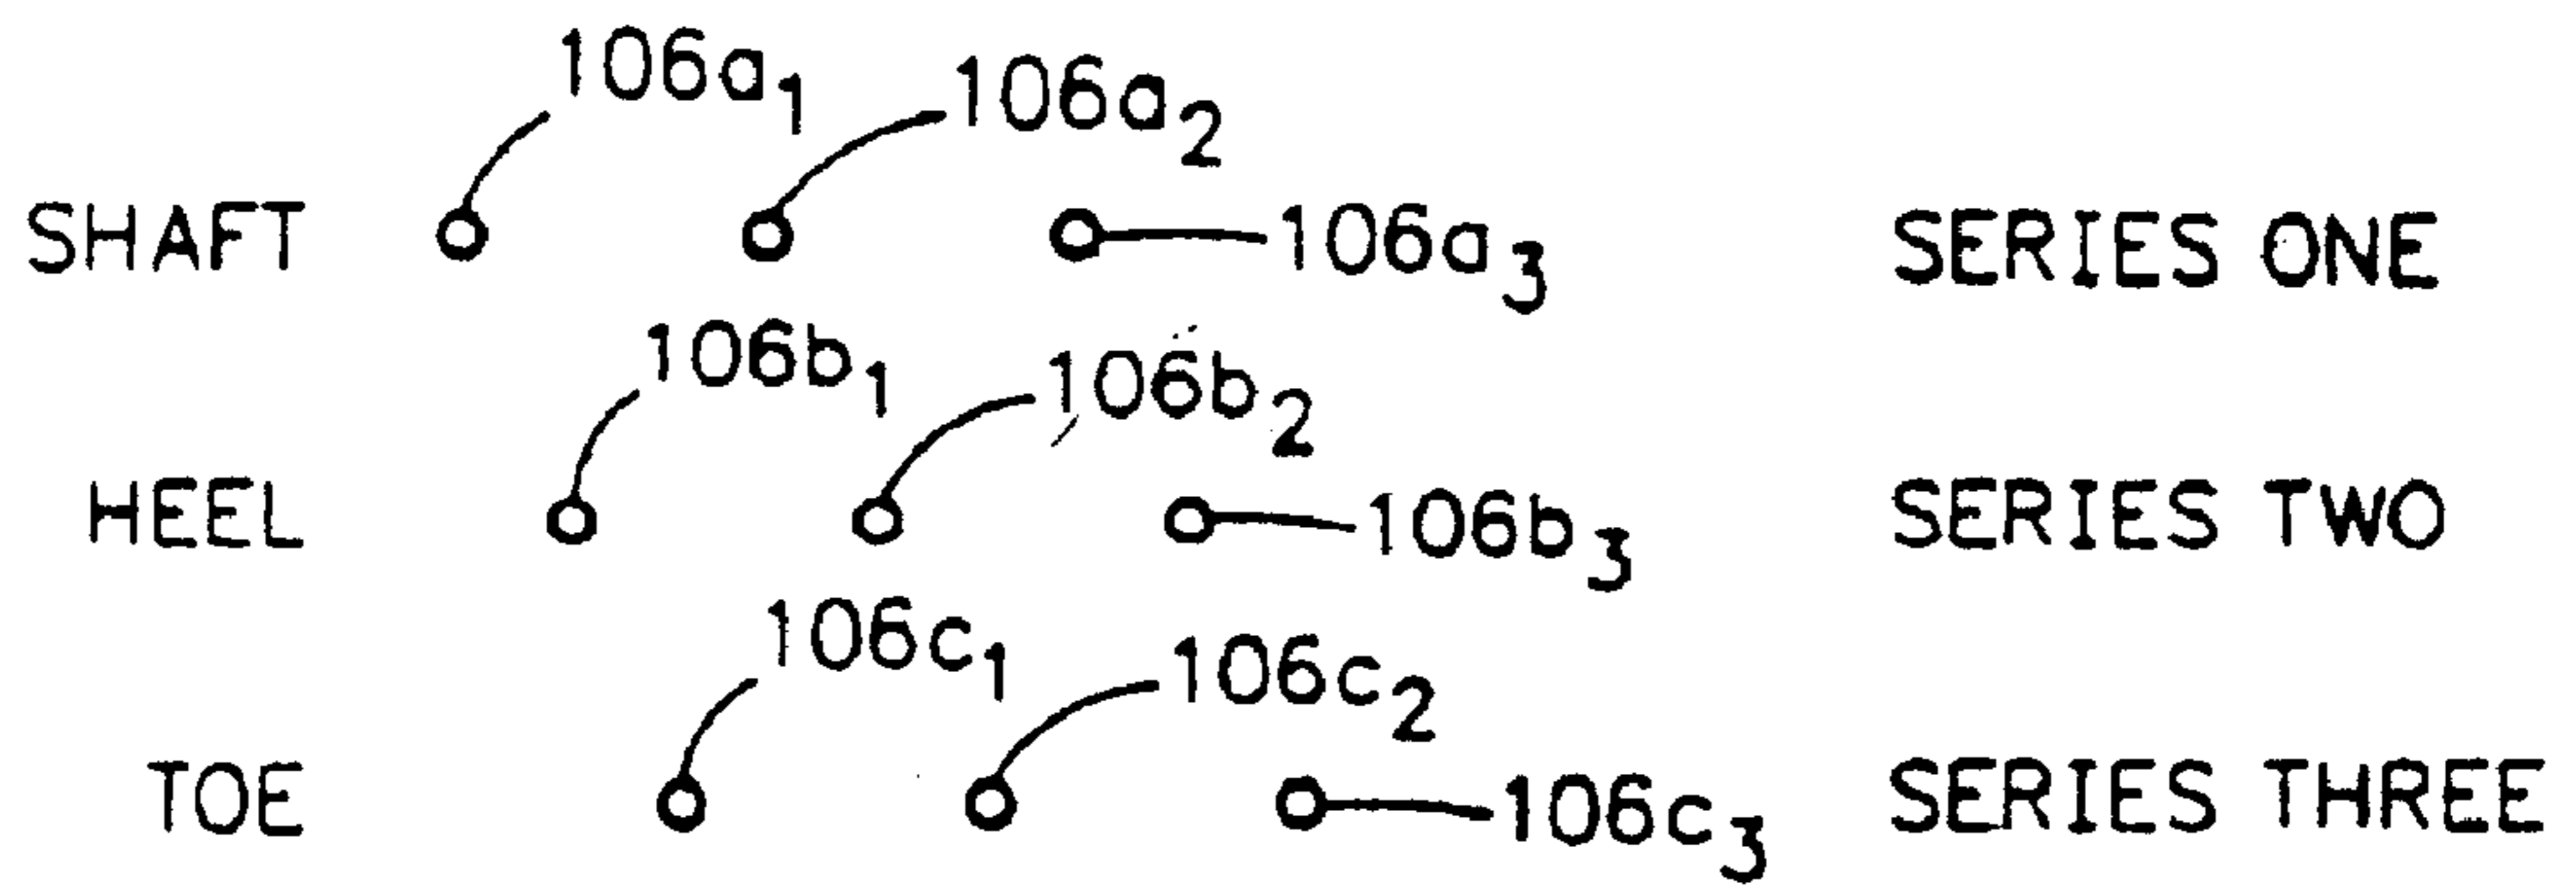 106a₁ 106a₂
SHAFT 106a₃ SERIES ONE
106b₁ 106b₂
HEEL 106b₃ SERIES TWO
106c₁ 106c₂
TOE 106c₃ SERIES THREE